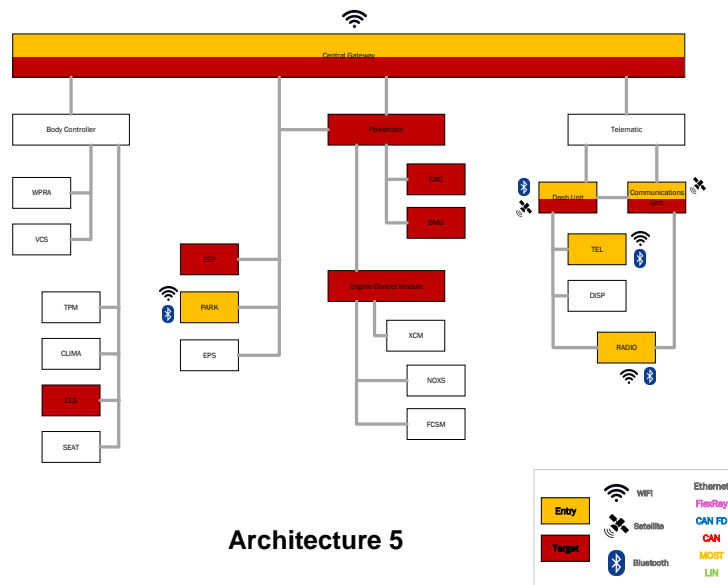 Central Gateway
Body Controller
Powertrain
Telematic
WPRA
CRG
Dash Unit
Communications
Unit
VCS
BMU
ESP
TEL
Engine Control Module
TPM
PARK
DISP
XCM
CLIMA
EPS
RADIO
NOXS
CLS
FCSM
SEAT
Architecture 5
Entry
Target
WiFi
Satellite
Bluetooth
Ethernet
FlexRay
CAN FD
CAN
MOST
LIN